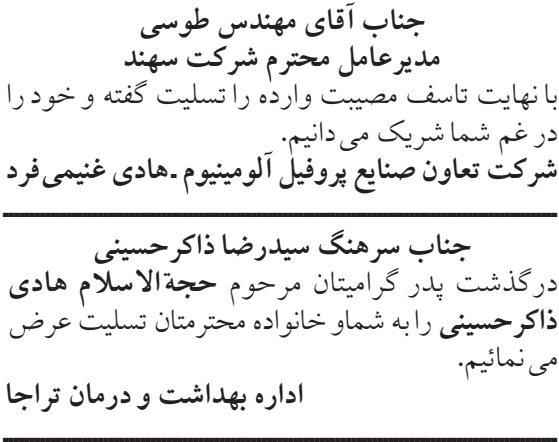 جناب آقای مهندس طوسی
مدیرعامل محترم شرکت سهند
با نهایت تاسف مصیبت وارده را تسلیت گفته و خود را
در غم شما شریک می‌دانیم.
شرکت تعاون صنایع پروفیل آلومینیوم ـ هادی غنیمی‌فرد
جناب سرهنگ سیدرضا ذاکرحسینی
درگذشت پدر گرامیتان مرحوم حجةالاسلام هادی
ذاکرحسینی را به شماو خانواده محترمتان تسلیت عرض
می‌نمائیم.
اداره بهداشت و درمان تراجا